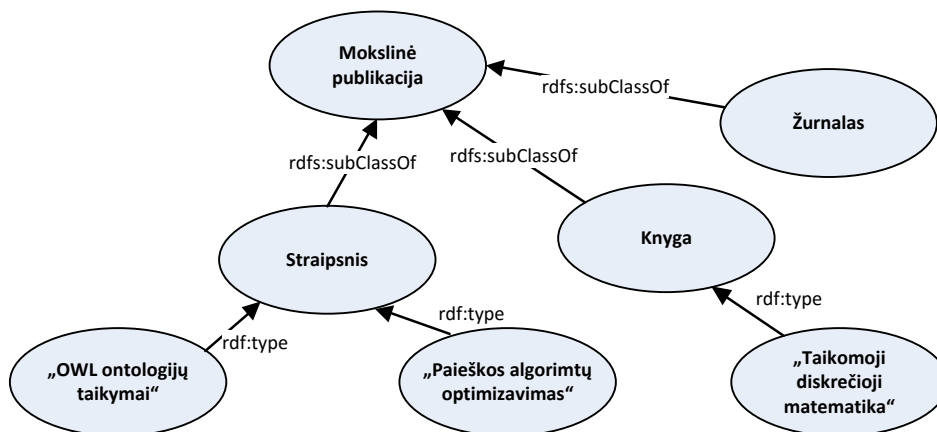 Mokslinė
publikacija
rdfs:subClassOf
Žurnalas
rdfs:subClassOf
rdfs:subClassOf
Straipsnis
Knyga
rdf:type
rdf:type
rdf:type
„OWL ontologijų
taikymai“
„Paieškos algorimtų
optimizavimas“
„Taikomoji
diskrečioji
matematika“